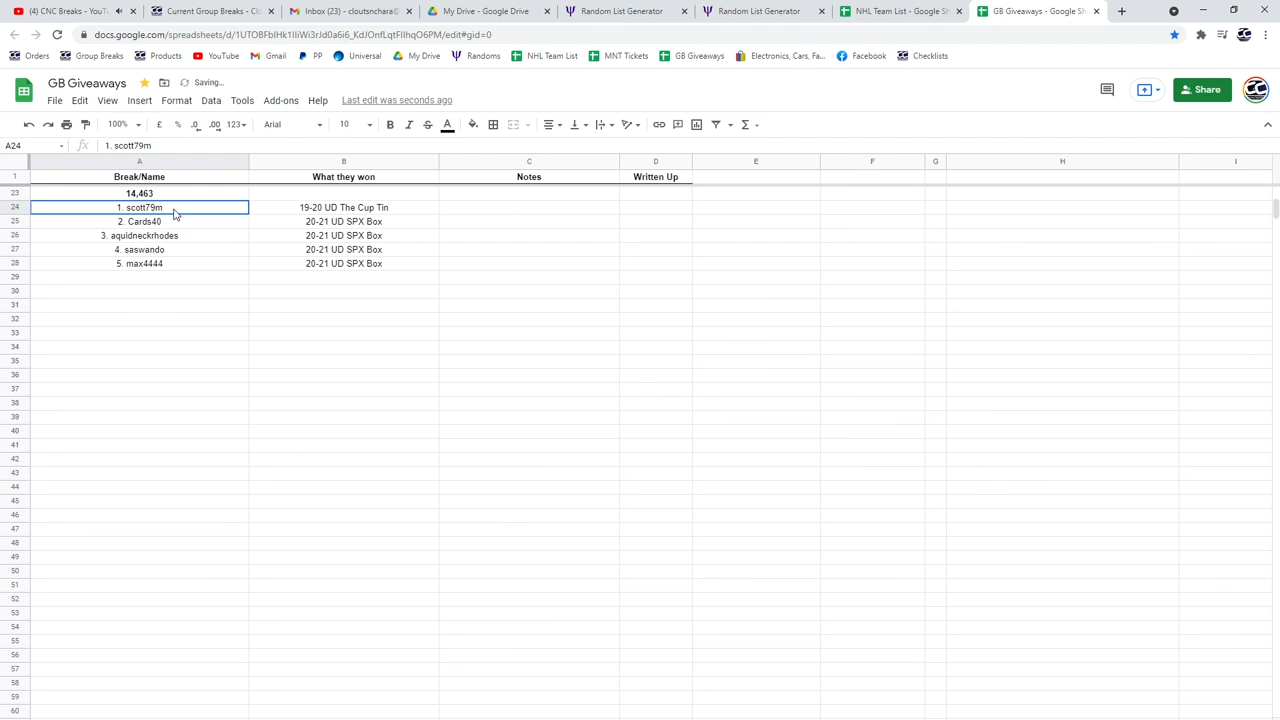 CNC Breaks - YouT
Current Group Breaks - Cl
Inbox (23) - cloutsnchara@
My Drive - Google Drive
Random List Generator
Random List Generator
NHL Team List - Google Sh
GB Giveaways - Google Sh
Orders
Group Breaks
Products
YouTube
Gmail
PP
Universal
My Drive
Randoms
NHL Team List
MNT Tickets
GB Giveaways
Electronics, Cars, Fa...
Facebook
Checklists
GB Giveaways
Saving...
File Edit View Insert Format Data Tools Add-ons Help Last edit was seconds ago
Share
100% £ % .0 .00 123 Arial 10
A24 fx 1. scott79m
A B C D E F G H I
1 Break/Name What they won Notes Written Up
23 14,463
24 1. scott79m 19-20 UD The Cup Tin
25 2. Cards40 20-21 UD SPX Box
26 3. aquidneckrhodes 20-21 UD SPX Box
27 4. saswando 20-21 UD SPX Box
28 5. max4444 20-21 UD SPX Box
29
30
31
32
33
34
35
36
37
38
39
40
41
42
43
44
45
46
47
48
49
50
51
52
53
54
55
56
57
58
59
60